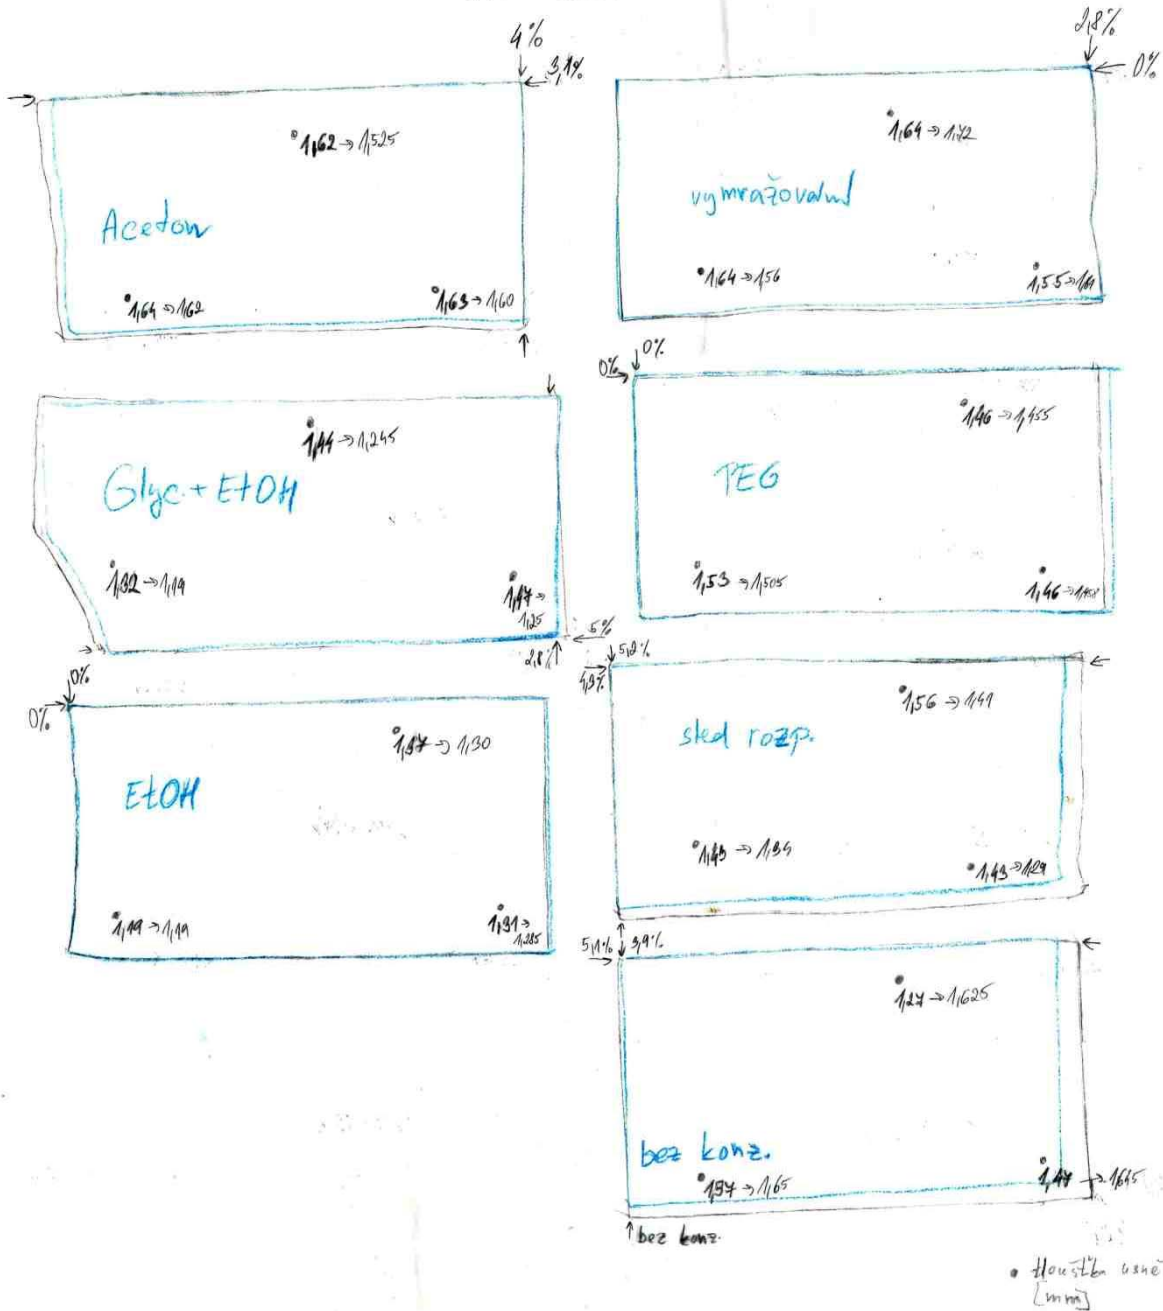 4%
3,1%
1,62 → 1,525
Aceton
1,64 → 1,62
1,63 → 1,60
2,8%
0%
1,64 → 1,72
vymražování
1,64 → 1,56
1,55 →
1,44 → 1,245
Glyc. + EtOH
1,32 → 1,19
1,47 →
1,25
5%
2,8%
0%
0%
1,46 → 1,455
PEG
1,53 → 1,505
1,46 → 1,458
0%
0%
1,37 → 1,30
EtOH
1,19 → 1,19
1,31 →
1,285
5,2%
4,3%
1,56 → 1,41
sled rozp.
1,43 → 1,34
1,43 → 1,29
5,1%
3,9%
1,27 → 1,625
bez konz.
1,37 → 1,65
1,47 → 1,645
bez konz.
• tloušťka usně
[mm]